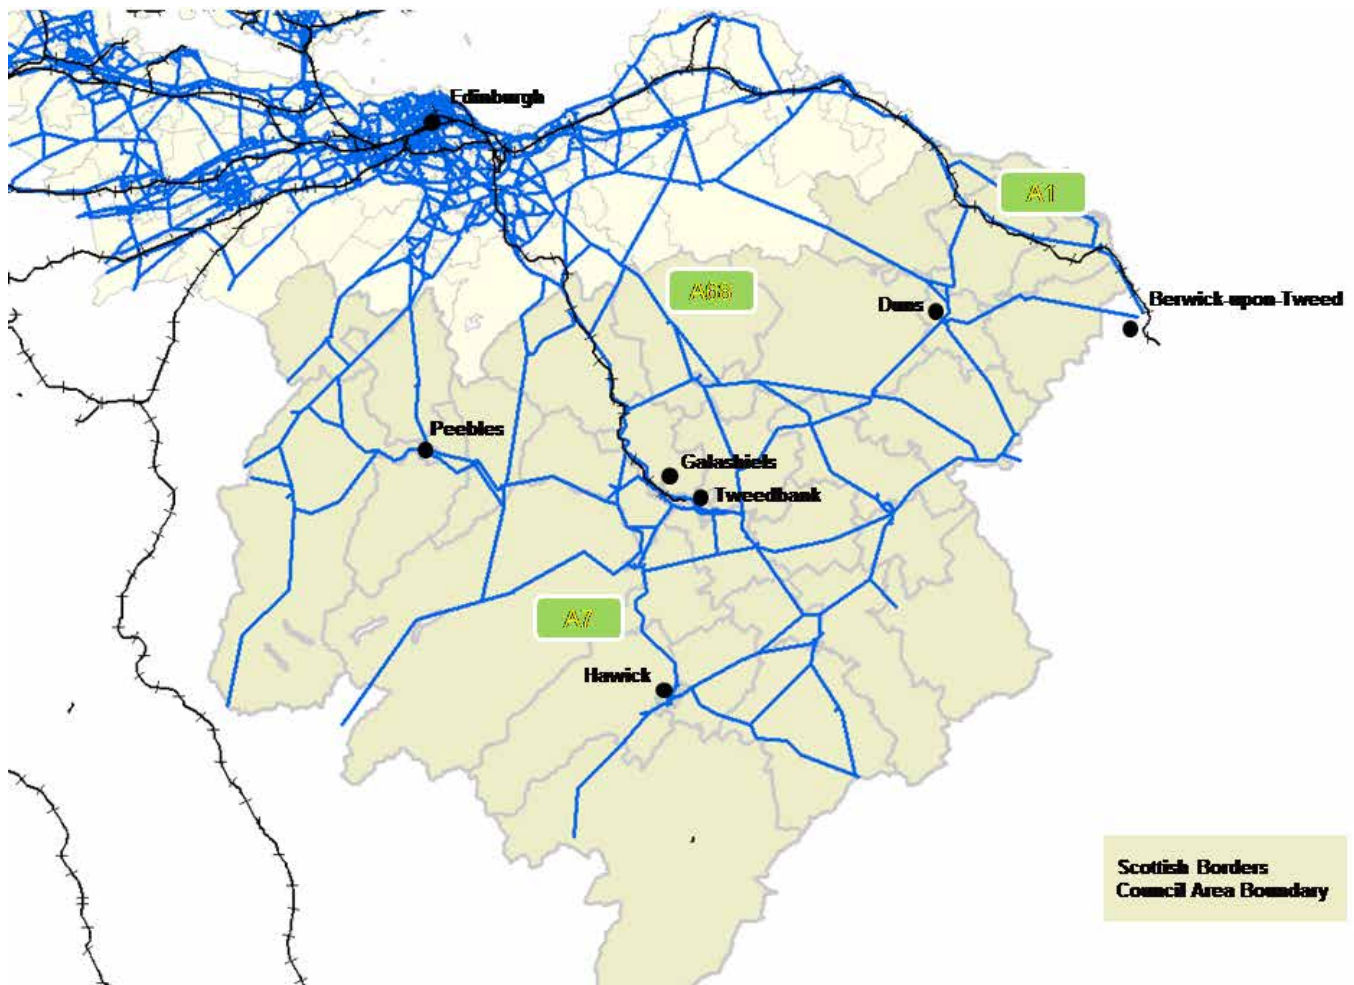 Edinburgh
A1
A68
Duns
Berwick-upon-Tweed
Peebles
Galashiels
Tweedbank
A7
Hawick
Scottish Borders
Council Area Boundary